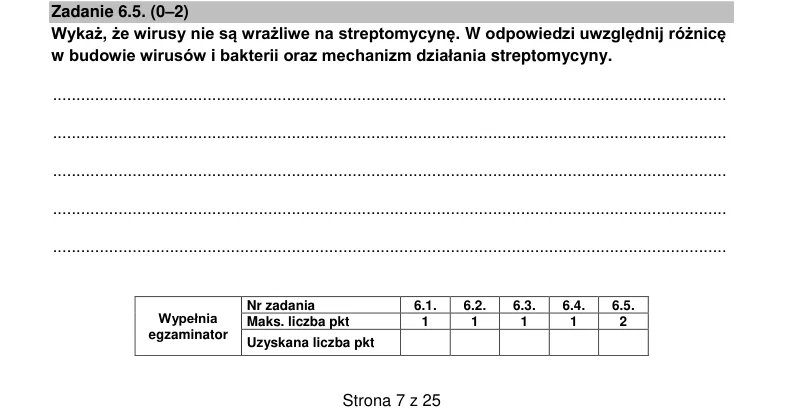 Zadanie 6.5. (0–2)
Wykaż, że wirusy nie są wrażliwe na streptomycynę. W odpowiedzi uwzględnij różnicę
w budowie wirusów i bakterii oraz mechanizm działania streptomycyny.
....................................................................................................................................................
....................................................................................................................................................
....................................................................................................................................................
....................................................................................................................................................
....................................................................................................................................................
Wypełnia egzaminator
Nr zadania 6.1. 6.2. 6.3. 6.4. 6.5.
Maks. liczba pkt 1 1 1 1 2
Uzyskana liczba pkt
Strona 7 z 25